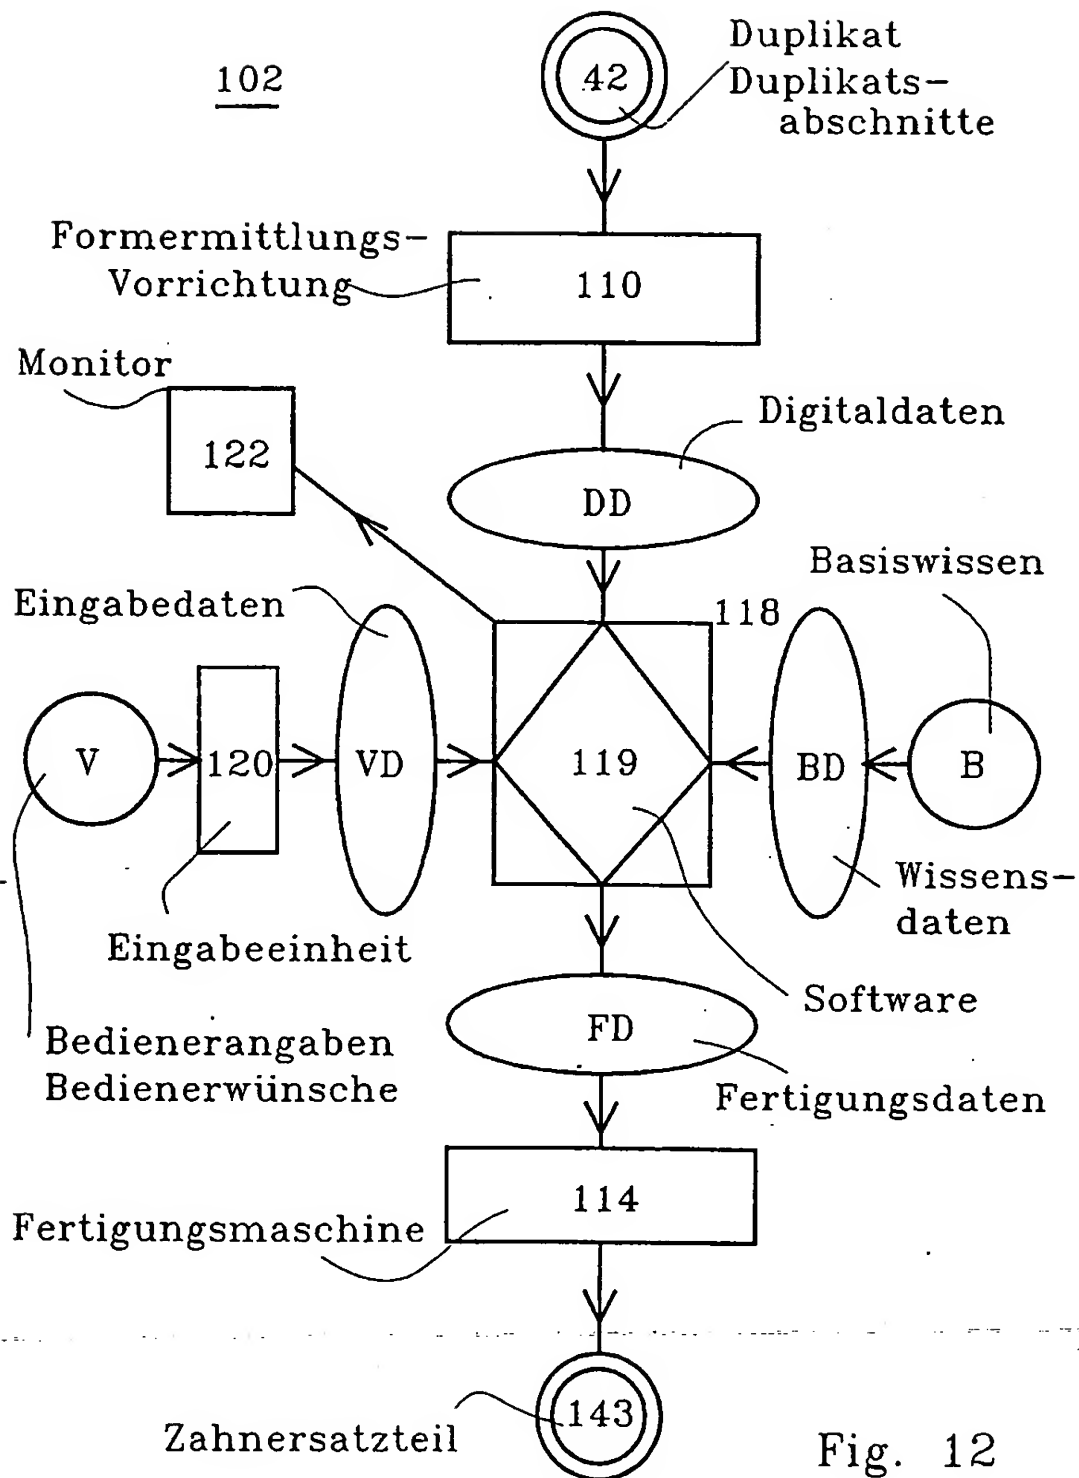 102
42
Duplikat
Duplikats-
abschnitte
Formermittlungs-
Vorrichtung
110
Monitor
122
Digitaldaten
DD
Basiswissen
Eingabedaten
118
V
120
VD
119
BD
B
Wissens-
daten
Eingabeeinheit
Software
FD
Bedienerangaben
Bedienerwünsche
Fertigungsdaten
114
Fertigungsmaschine
143
Zahnersatzteil
Fig. 12